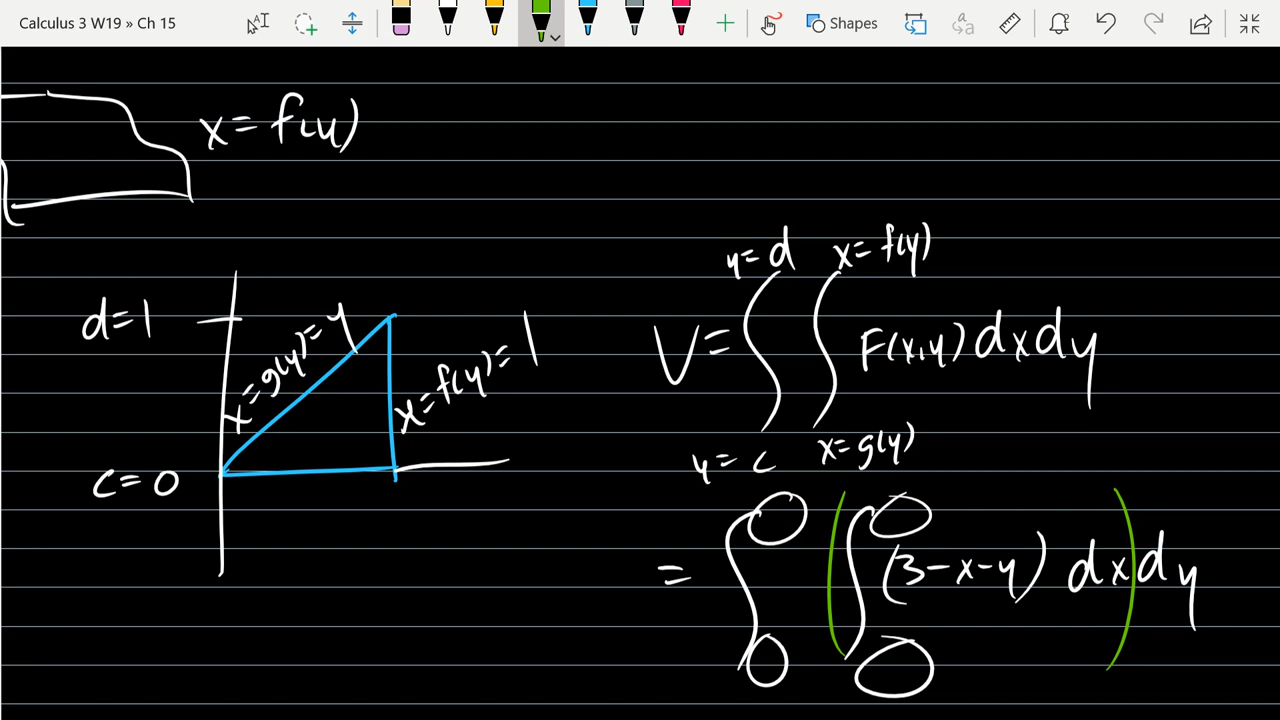 Calculus 3 W19 » Ch 15
Shapes
x = f(y)
d = 1
x = g(y) = y
x = f(y) = 1
c = 0
y = d x = f(y)
V = ∫ ∫ F(x,y) dx dy
y = c x = g(y)
= ∫ ( ∫ (3 - x - y) dx ) dy